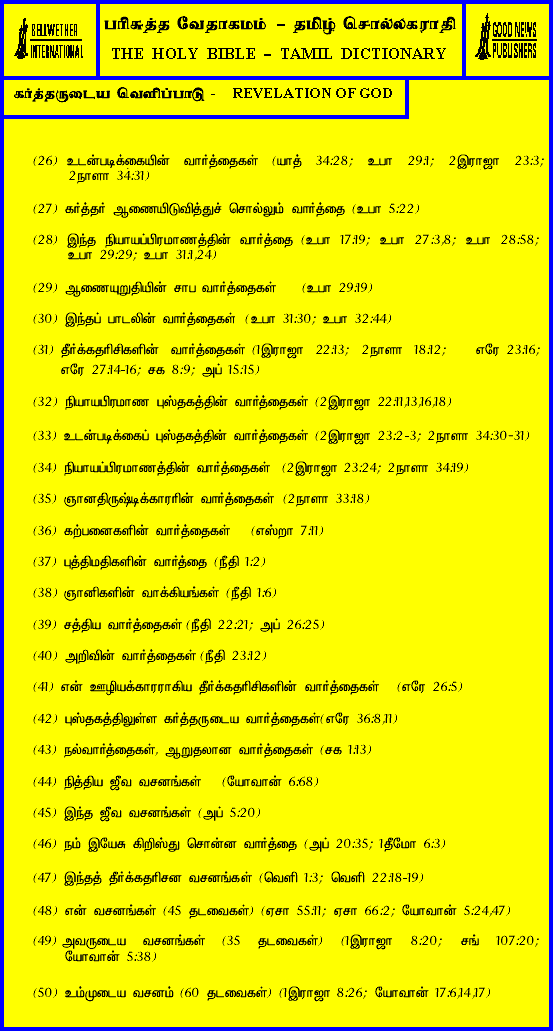 BELLWETHER
INTERNATIONAL
பரிசுத்த வேதாகமம் – தமிழ் சொல்லகராதி
THE HOLY BIBLE – TAMIL DICTIONARY
GOOD NEWS
PUBLISHERS
கர்த்தருடைய வெளிப்பாடு - REVELATION OF GOD
(26) உடன்படிக்கையின் வார்த்தைகள் (யாத் 34:28; உபா 29:1; 2இராஜா 23:3;
2நாளா 34:31)
(27) கர்த்தர் ஆணையிடுவித்துச் சொல்லும் வார்த்தை (உபா 5:22)
(28) இந்த நியாயப்பிரமாணத்தின் வார்த்தை (உபா 17:19; உபா 27:3,8; உபா 28:58;
உபா 29:29; உபா 31:1,24)
(29) ஆணையுறுதியின் சாப வார்த்தைகள் (உபா 29:19)
(30) இந்தப் பாடலின் வார்த்தைகள் (உபா 31:30; உபா 32:44)
(31) தீர்க்கதரிசிகளின் வார்த்தைகள் (1இராஜா 22:13; 2நாளா 18:12; எரே 23:16;
எரே 27:14-16; சக 8:9; அப் 15:15)
(32) நியாயபிரமாண புஸ்தகத்தின் வார்த்தைகள் (2இராஜா 22:11,13,16,18)
(33) உடன்படிக்கைப் புஸ்தகத்தின் வார்த்தைகள் (2இராஜா 23:2-3; 2நாளா 34:30-31)
(34) நியாயப்பிரமாணத்தின் வார்த்தைகள் (2இராஜா 23:24; 2நாளா 34:19)
(35) ஞானதிருஷ்டிக்காரரின் வார்த்தைகள் (2நாளா 33:18)
(36) கற்பனைகளின் வார்த்தைகள் (எஸ்றா 7:11)
(37) புத்திமதிகளின் வார்த்தை (நீதி 1:2)
(38) ஞானிகளின் வாக்கியங்கள் (நீதி 1:6)
(39) சத்திய வார்த்தைகள் (நீதி 22:21; அப் 26:25)
(40) அறிவின் வார்த்தைகள் (நீதி 23:12)
(41) என் ஊழியக்காரராகிய தீர்க்கதரிசிகளின் வார்த்தைகள் (எரே 26:5)
(42) புஸ்தகத்திலுள்ள கர்த்தருடைய வார்த்தைகள்(எரே 36:8,11)
(43) நல்வார்த்தைகள், ஆறுதலான வார்த்தைகள் (சக 1:13)
(44) நித்திய ஜீவ வசனங்கள் (யோவான் 6:68)
(45) இந்த ஜீவ வசனங்கள் (அப் 5:20)
(46) நம் இயேசு கிறிஸ்து சொன்ன வார்த்தை (அப் 20:35; 1தீமோ 6:3)
(47) இந்தத் தீர்க்கதரிசன வசனங்கள் (வெளி 1:3; வெளி 22:18-19)
(48) என் வசனங்கள் (45 தடவைகள்) (ஏசா 55:11; ஏசா 66:2; யோவான் 5:24,47)
(49) அவருடைய வசனங்கள் (35 தடவைகள்) (1இராஜா 8:20; சங் 107:20;
யோவான் 5:38)
(50) உம்முடைய வசனம் (60 தடவைகள்) (1இராஜா 8:26; யோவான் 17:6,14,17)